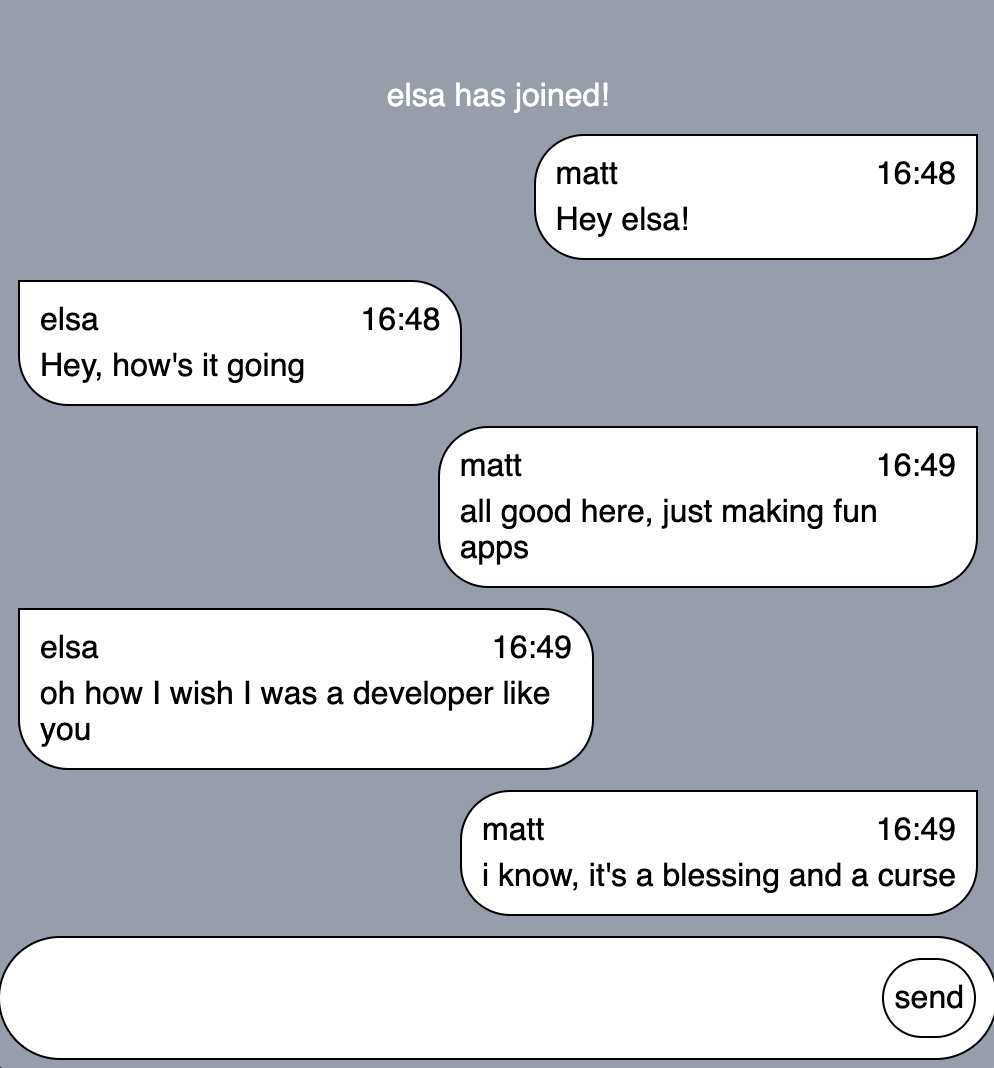 elsa has joined!
matt 16:48
Hey elsa!
elsa 16:48
Hey, how's it going
matt 16:49
all good here, just making fun
apps
elsa 16:49
oh how I wish I was a developer like
you
matt 16:49
i know, it's a blessing and a curse
send